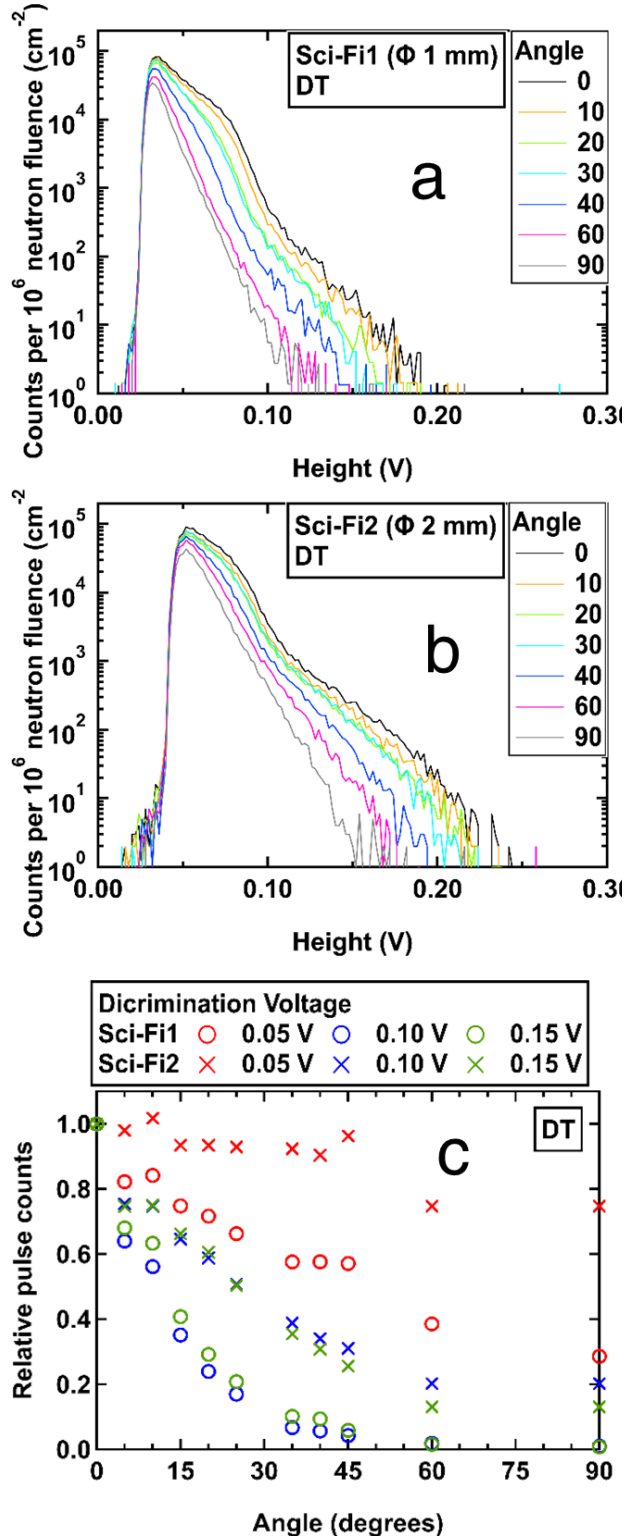 Counts per 10^6 neutron fluence (cm^-2)
10^5
10^4
10^3
10^2
10^1
10^0
Sci-Fi1 (Φ 1 mm)
DT
a
Angle
0
10
20
30
40
60
90
0.00
0.10
0.20
0.30
Height (V)
Counts per 10^6 neutron fluence (cm^-2)
10^5
10^4
10^3
10^2
10^1
10^0
Sci-Fi2 (Φ 2 mm)
DT
b
Angle
0
10
20
30
40
60
90
0.00
0.10
0.20
0.30
Height (V)
Dicrimination Voltage
Sci-Fi1 0.05 V 0.10 V 0.15 V
Sci-Fi2 0.05 V 0.10 V 0.15 V
Relative pulse counts
1.0
0.8
0.6
0.4
0.2
0.0
c
DT
0 15 30 45 60 75 90
Angle (degrees)